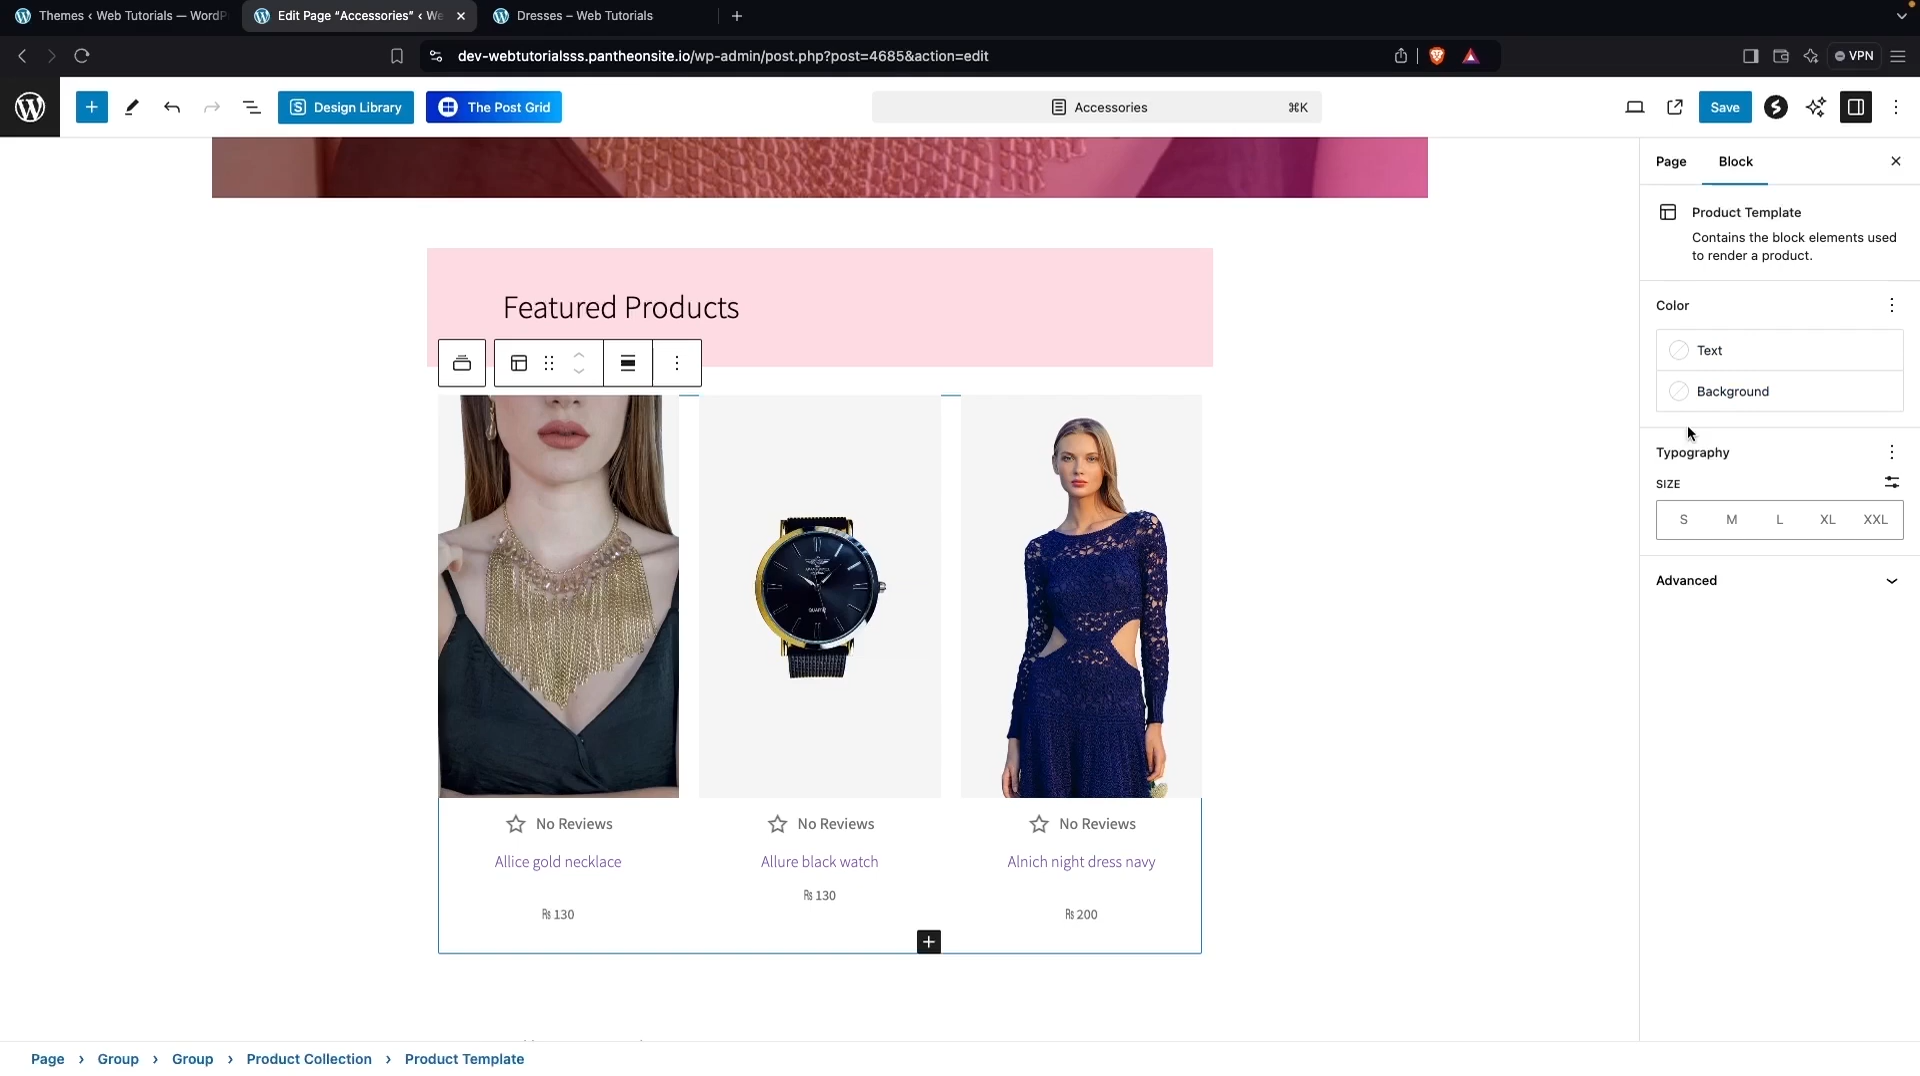 Themes ‹ Web Tutorials — WordP
Edit Page “Accessories” ‹ We
Dresses – Web Tutorials
dev-webtutorialsss.pantheonsite.io/wp-admin/post.php?post=4685&action=edit
VPN
Design Library
The Post Grid
Accessories
⌘K
Save
Page
Block
Product Template
Contains the block elements used
to render a product.
Color
Text
Background
Typography
SIZE
S M L XL XXL
Advanced
Featured Products
No Reviews
Allice gold necklace
₨ 130
No Reviews
Allure black watch
₨ 130
No Reviews
Alnich night dress navy
₨ 200
Page › Group › Group › Product Collection › Product Template